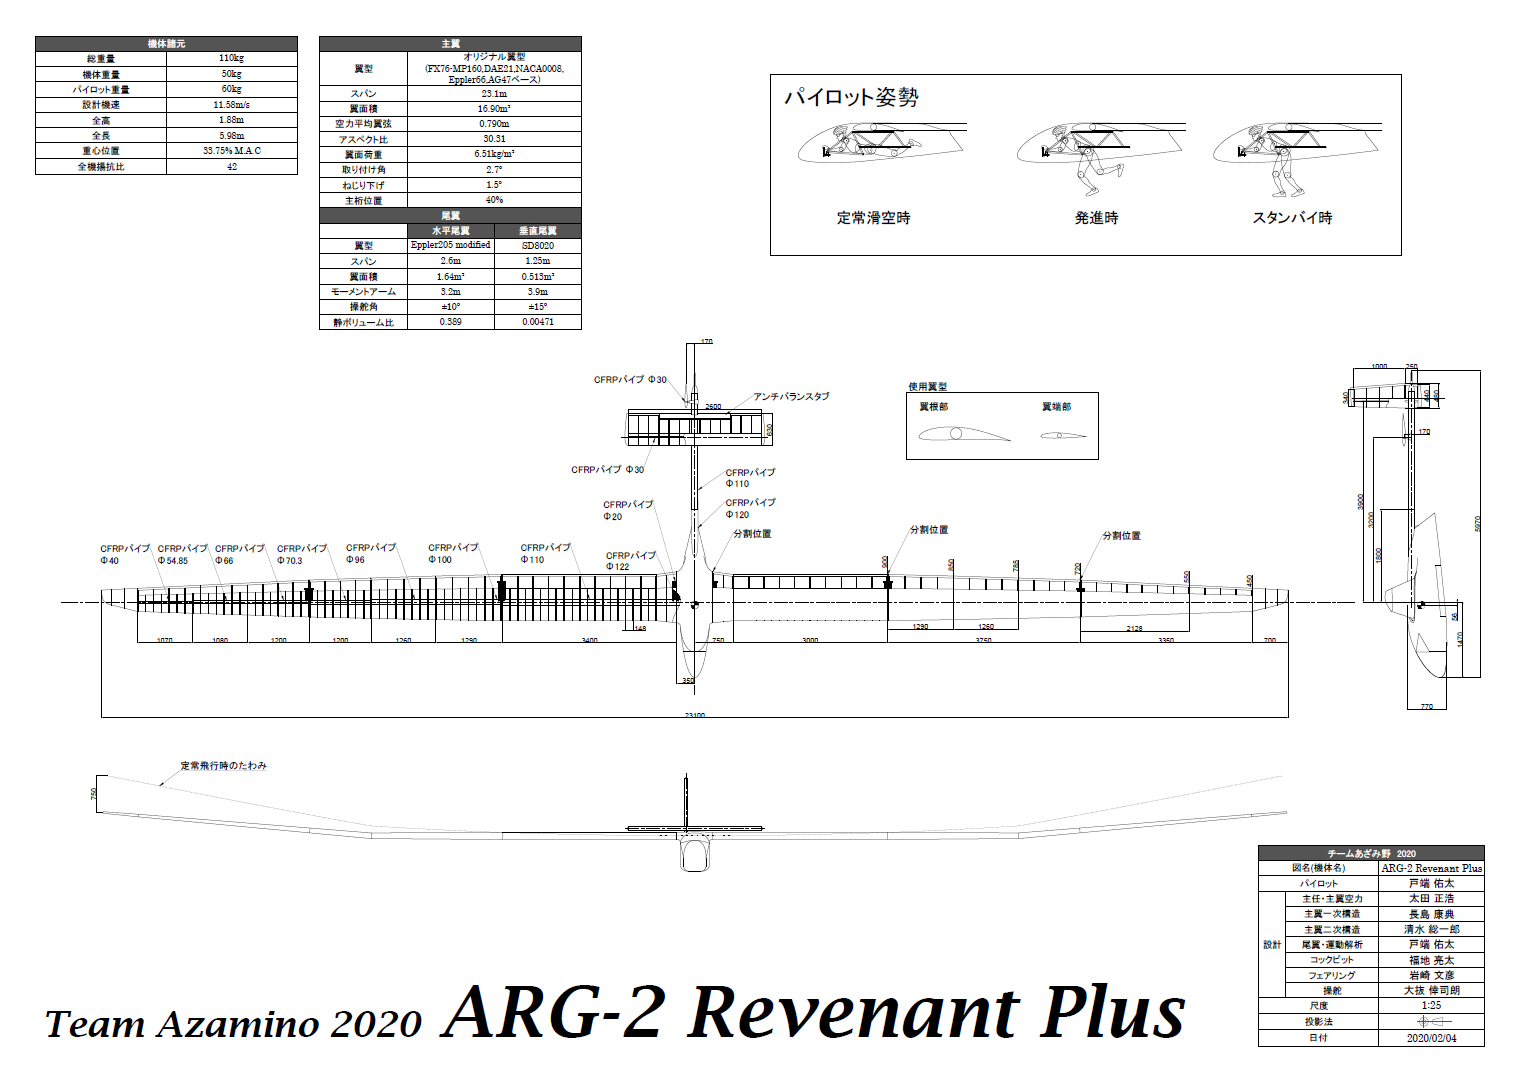 機体諸元
総重量 110kg
機体重量 50kg
パイロット重量 60kg
設計機速 11.58m/s
全高 1.88m
全長 5.98m
重心位置 33.75% M.A.C
全機揚抗比 42
主翼
翼型 オリジナル翼型
(FX76-MP160,DAE21,NACA0008,
Eppler66,AG47ベース)
スパン 23.1m
翼面積 16.90m²
空力平均翼弦 0.790m
アスペクト比 30.31
翼面荷重 6.51kg/m²
取り付け角 2.7°
ねじり下げ 1.5°
主桁位置 40%
尾翼
水平尾翼 垂直尾翼
翼型 Eppler205 modified SD8020
スパン 2.6m 1.25m
翼面積 1.64m² 0.513m²
モーメントアーム 3.2m 3.9m
操舵角 ±10° ±15°
静ボリューム比 0.389 0.00471
パイロット姿勢
定常滑空時 発進時 スタンバイ時
170
CFRPパイプ Φ30
アンチバランスタブ
2600
630
CFRPパイプ Φ30
CFRPパイプ
Φ110
CFRPパイプ
Φ20
CFRPパイプ
Φ120
分割位置
使用翼型
翼根部 翼端部
分割位置
分割位置
CFRPパイプ
Φ40
CFRPパイプ
Φ54.85
CFRPパイプ
Φ66
CFRPパイプ
Φ70.3
CFRPパイプ
Φ96
CFRPパイプ
Φ100
CFRPパイプ
Φ110
CFRPパイプ
Φ122
900 850 785 720 550 450
148
1290 1260 2128
1070 1080 1200 1200 1260 1290 3400 750 3000 3750 3350 700
350
23100
1000 250
340
440
480
170
3900
3200
1800
5970
56
1470
770
定常飛行時のたわみ
750
チームあざみ野 2020
図名(機体名) ARG-2 Revenant Plus
パイロット 戸端 佑太
設計
主任・主翼空力 太田 正浩
主翼一次構造 長島 康典
主翼二次構造 清水 総一郎
尾翼・運動解析 戸端 佑太
コックピット 福地 亮太
フェアリング 岩崎 文彦
操舵 大抜 倖司朗
尺度 1:25
投影法
日付 2020/02/04
Team Azamino 2020 ARG-2 Revenant Plus